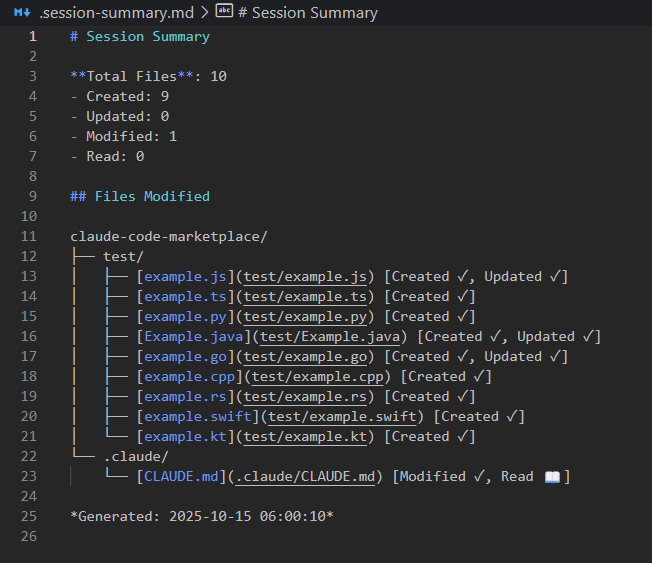 .session-summary.md > # Session Summary
1 # Session Summary
2
3 **Total Files**: 10
4 - Created: 9
5 - Updated: 0
6 - Modified: 1
7 - Read: 0
8
9 ## Files Modified
10
11 claude-code-marketplace/
12 ├── test/
13 │   ├── [example.js](test/example.js) [Created ✓, Updated ✓]
14 │   ├── [example.ts](test/example.ts) [Created ✓]
15 │   ├── [example.py](test/example.py) [Created ✓]
16 │   ├── [Example.java](test/Example.java) [Created ✓, Updated ✓]
17 │   ├── [example.go](test/example.go) [Created ✓, Updated ✓]
18 │   ├── [example.cpp](test/example.cpp) [Created ✓]
19 │   ├── [example.rs](test/example.rs) [Created ✓]
20 │   ├── [example.swift](test/example.swift) [Created ✓]
21 │   └── [example.kt](test/example.kt) [Created ✓]
22 └── .claude/
23     └── [CLAUDE.md](.claude/CLAUDE.md) [Modified ✓, Read 📖]
24
25 *Generated: 2025-10-15 06:00:10*
26